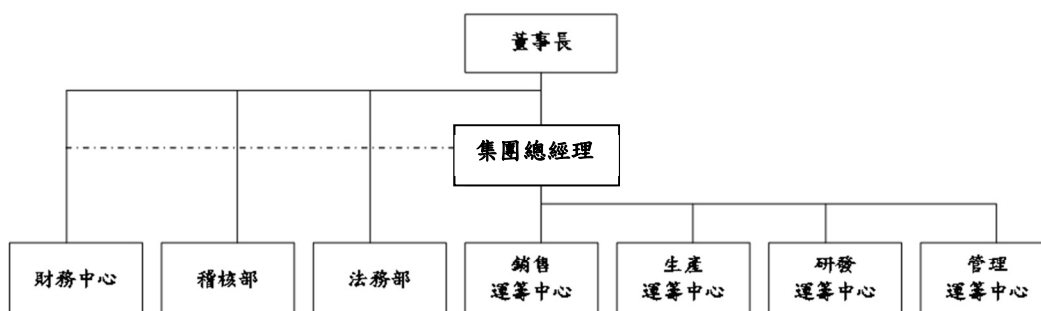 董事長
集團總經理
財務中心
稽核部
法務部
銷售
運籌中心
生產
運籌中心
研發
運籌中心
管理
運籌中心